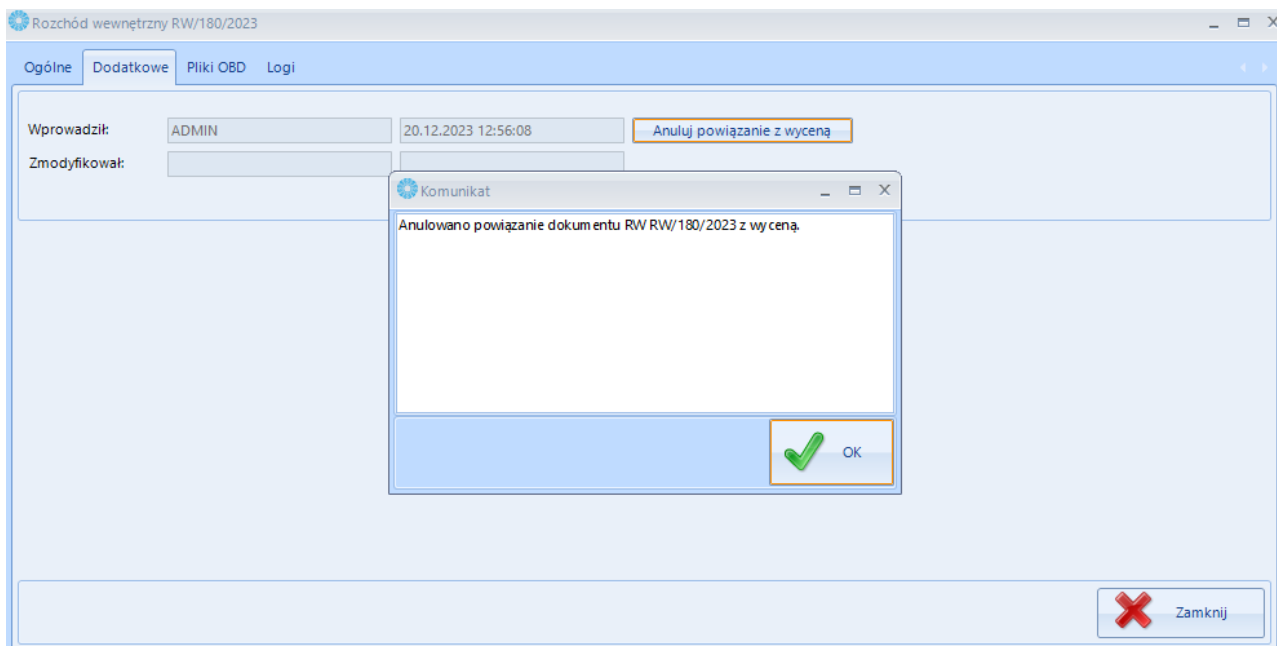 Rozchód wewnętrzny RW/180/2023
Ogólne Dodatkowe Pliki OBD Logi
Wprowadził: ADMIN 20.12.2023 12:56:08 Anuluj powiązanie z wyceną
Zmodyfikował:
Komunikat
Anulowano powiązanie dokumentu RW RW/180/2023 z wyceną.
OK
Zamknij